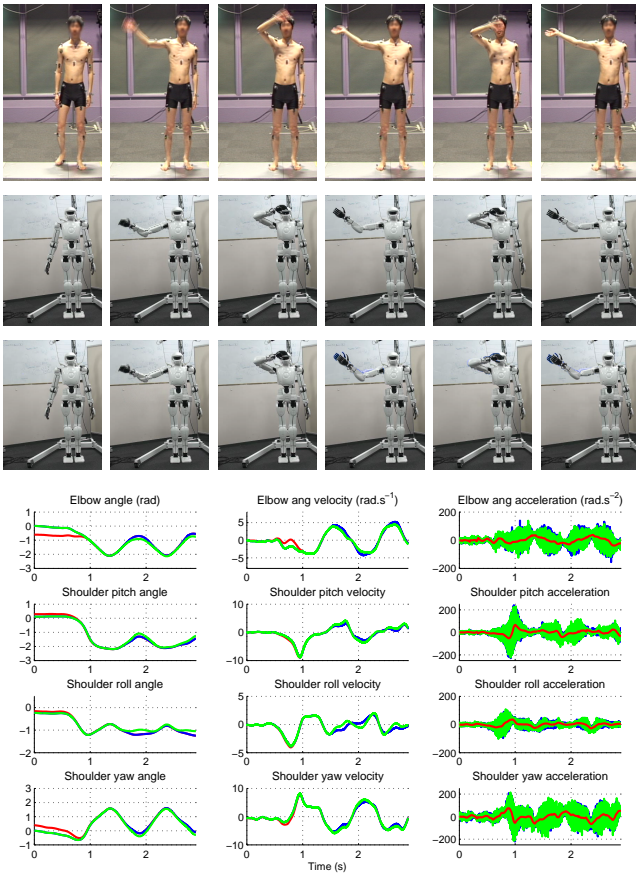 Elbow angle (rad) Elbow ang velocity (rad.s⁻¹) Elbow ang acceleration (rad.s⁻²)
1
0
−1
−2
−3
0 1 2
5
0
−5
0 1 2
200
0
−200
0 1 2
Shoulder pitch angle Shoulder pitch velocity Shoulder pitch acceleration
1
0
−1
−2
−3
0 1 2
10
0
−10
0 1 2
200
0
−200
0 1 2
Shoulder roll angle Shoulder roll velocity Shoulder roll acceleration
1
0
−1
−2
0 1 2
5
0
−5
0 1 2
200
0
−200
0 1 2
Shoulder yaw angle Shoulder yaw velocity Shoulder yaw acceleration
3
2
1
0
−1
0 1 2
10
0
−10
0 1 2
200
0
−200
0 1 2
Time (s)